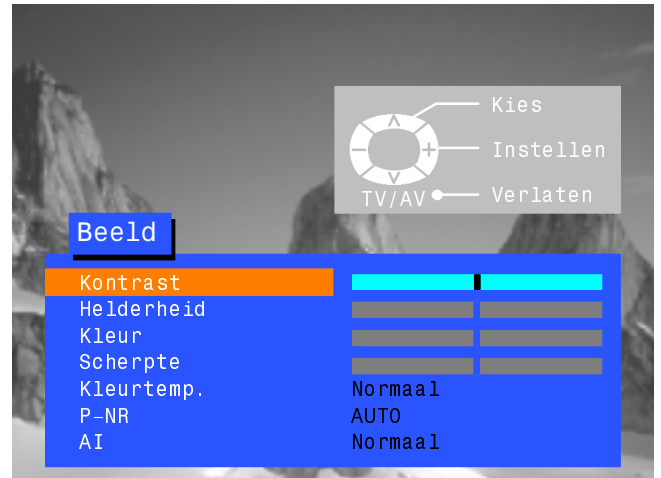 Kies
Instellen
TV/AV Verlaten
Beeld
Kontrast
Helderheid
Kleur
Scherpte
Kleurtemp. Normaal
P-NR AUTO
AI Normaal